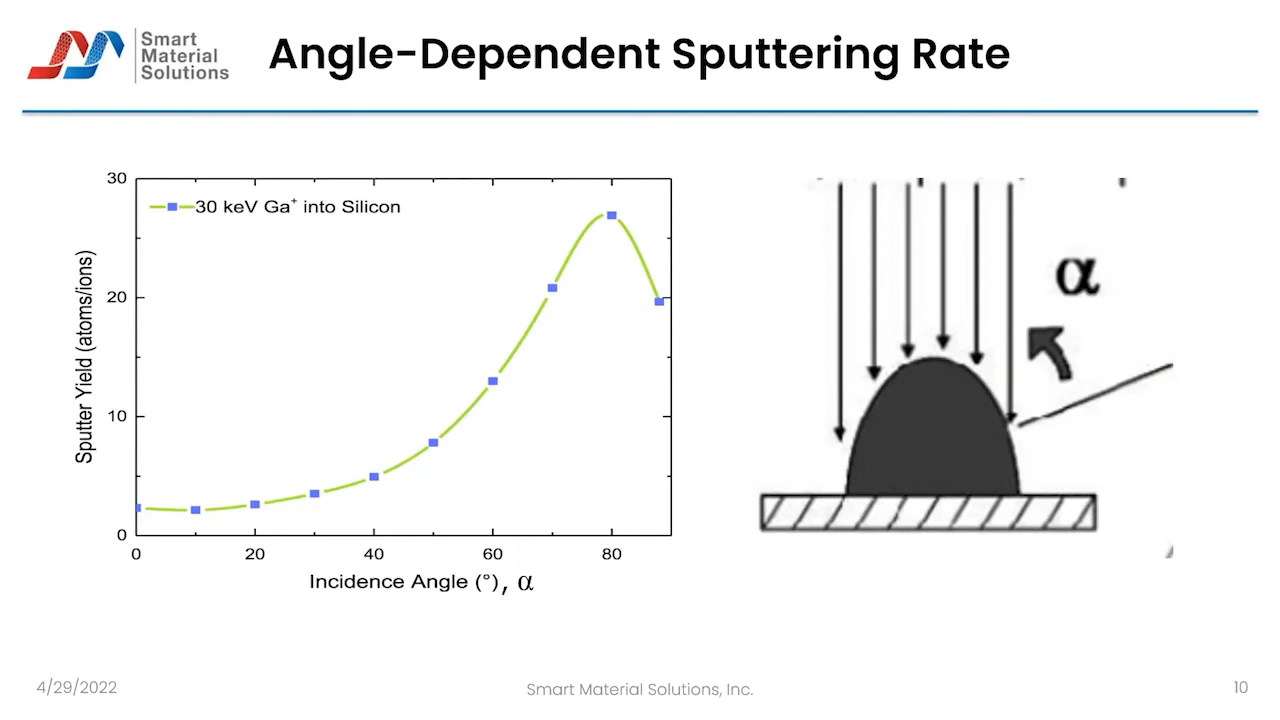 Smart
Material
Solutions
Angle-Dependent Sputtering Rate
30
20
10
0
Sputter Yield (atoms/ions)
30 keV Ga⁺ into Silicon
0 20 40 60 80
Incidence Angle (°), α
α
4/29/2022
Smart Material Solutions, Inc.
10